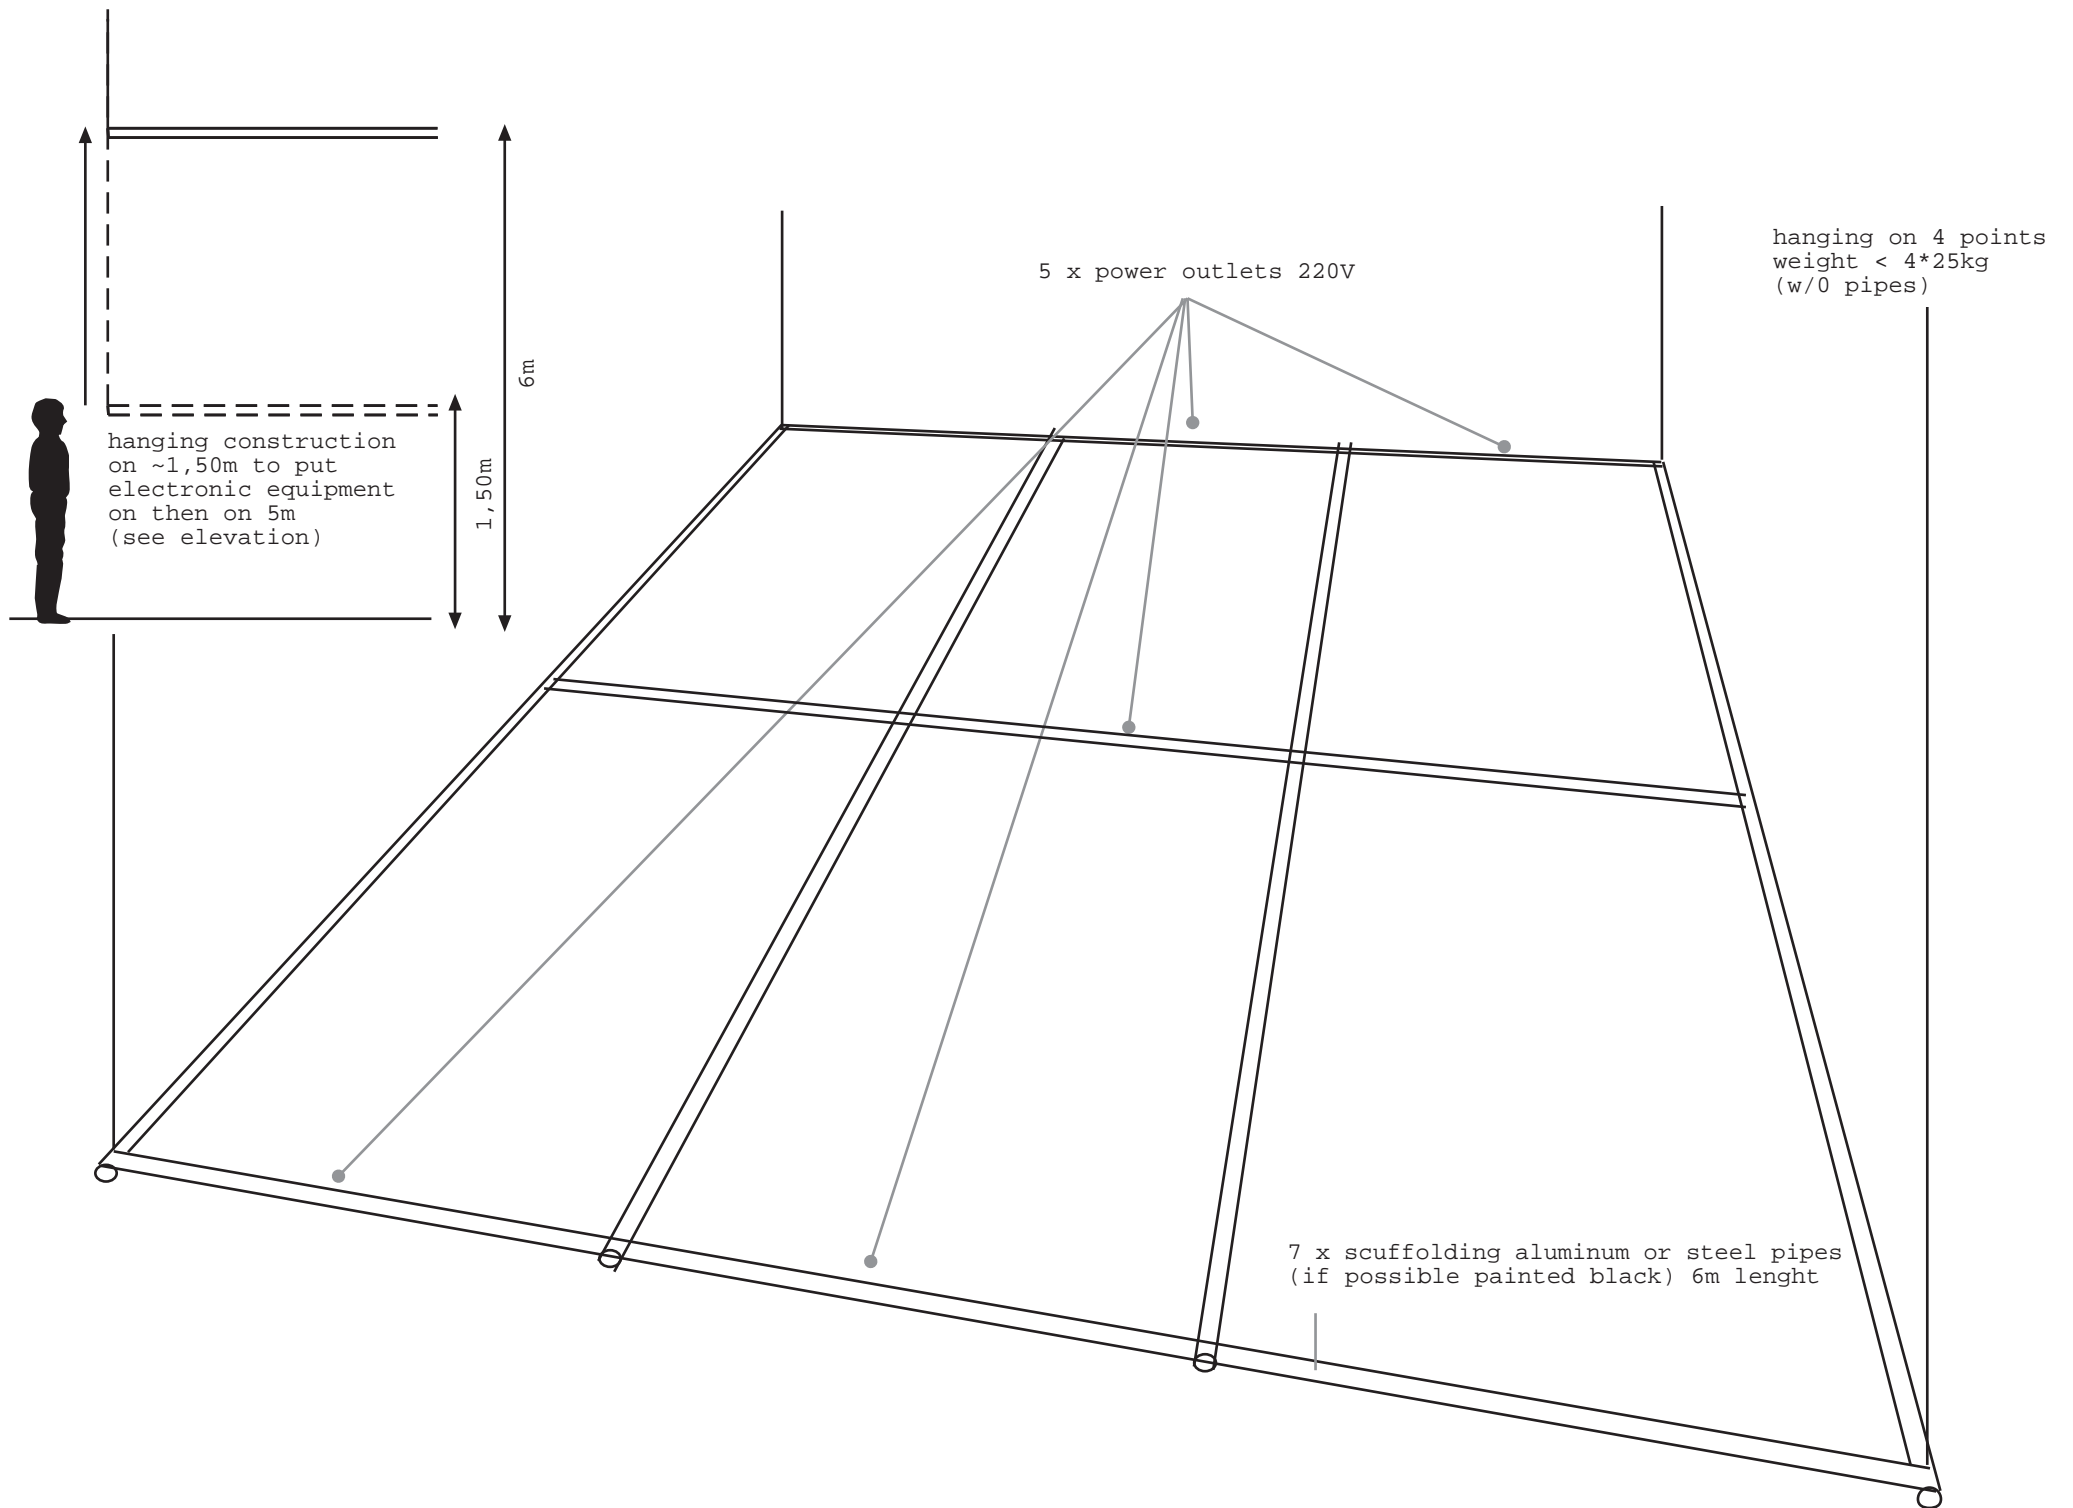 5 x power outlets 220V
hanging on 4 points
weight < 4*25kg
(w/0 pipes)
6m
1,50m
hanging construction
on ~1,50m to put
electronic equipment
on then on 5m
(see elevation)
7 x scuffolding aluminum or steel pipes
(if possible painted black) 6m lenght